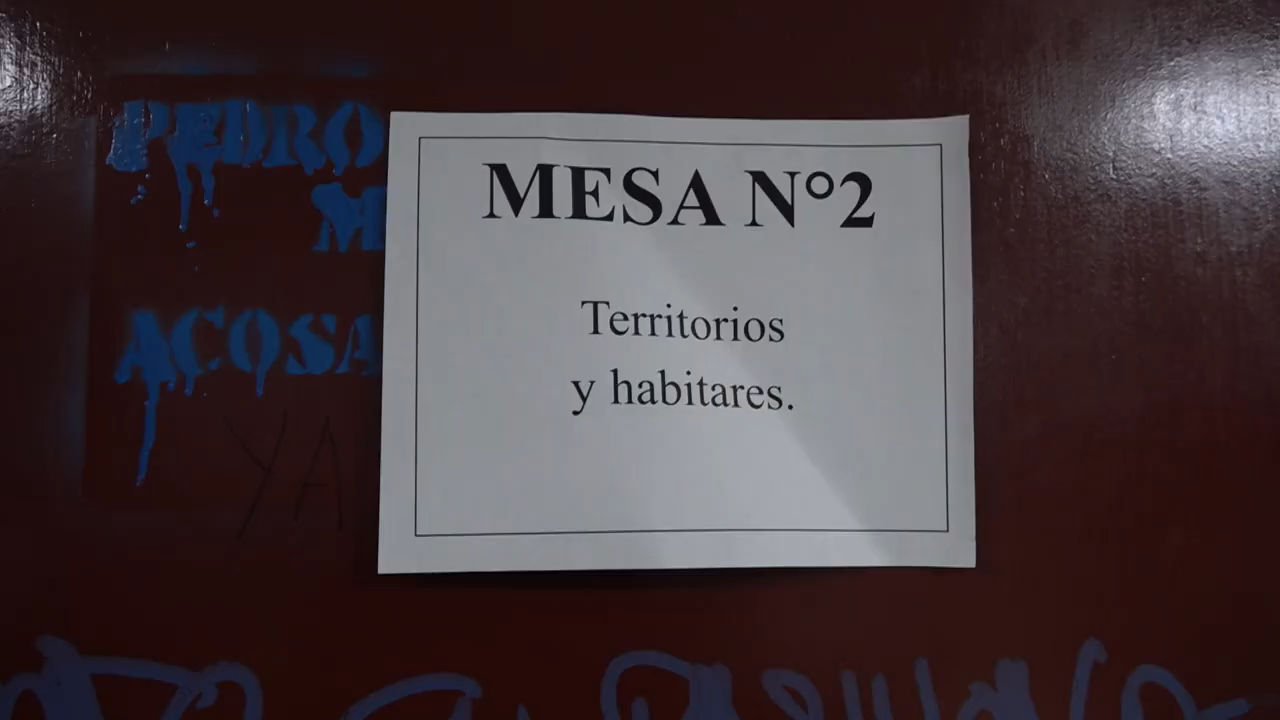 PEDRO
M
ACOSA
YA
MESA N°2
Territorios
y habitares.